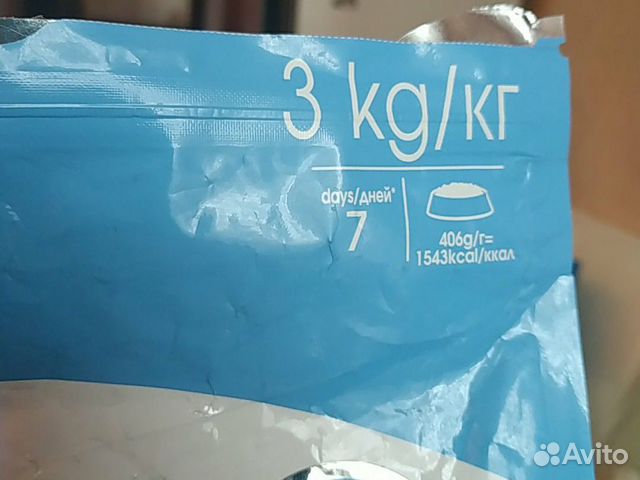 3 kg/кг
days/дней*
7
406g/г=
1543kcal/ккал
Avito